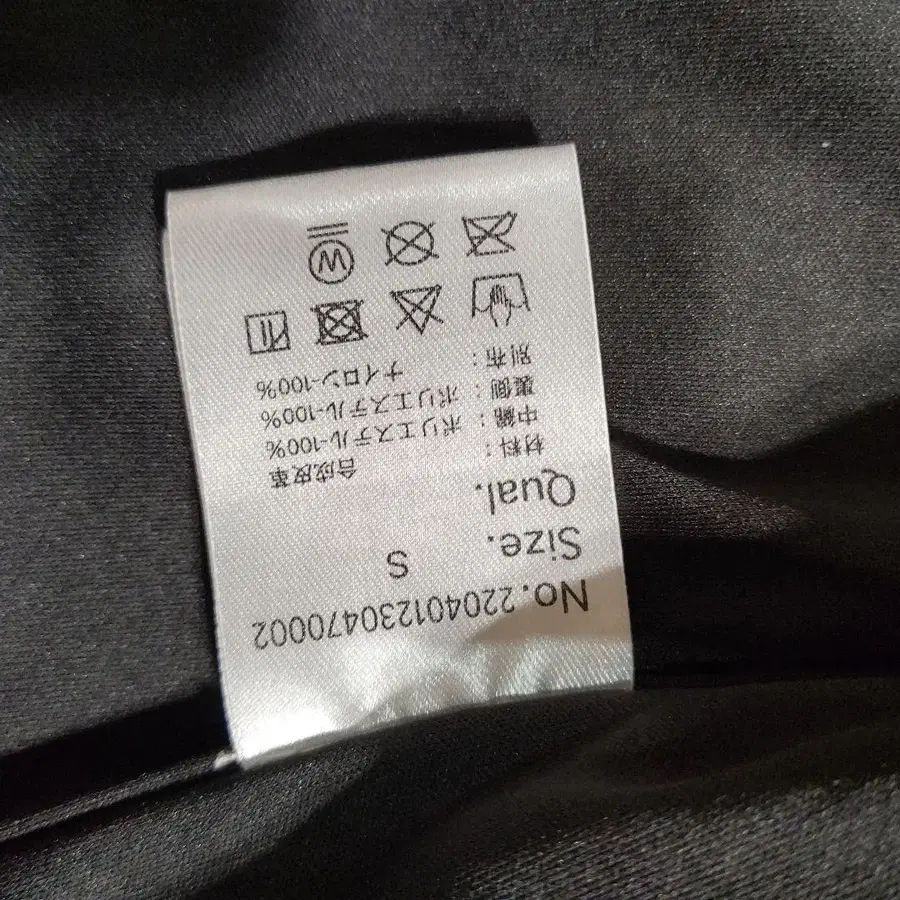 No. 220401230470002
Size. S
Qual.
材料： 合成皮革
中綿： ポリエステル-100%
裏側： ポリエステル-100%
別布： ナイロン-100%
W